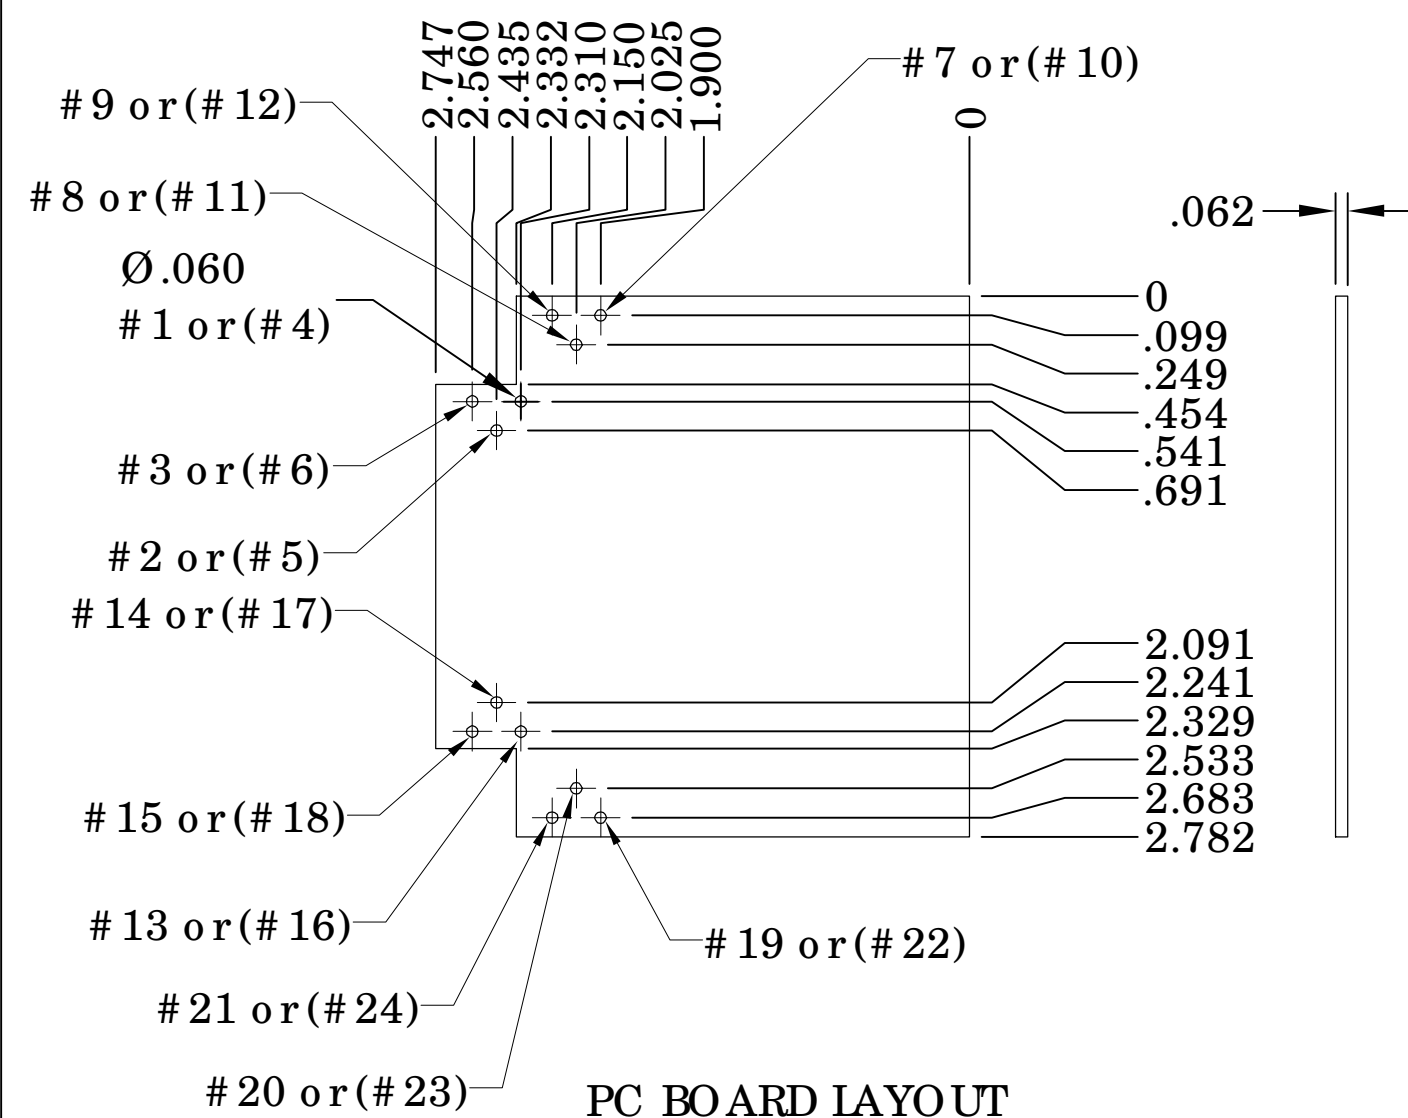 2.747
2.560
2.435
2.332
2.310
2.150
2.025
1.900
0
#7 or(#10)
#9 or(#12)
#8 or(#11)
Ø.060
#1 or(#4)
#3 or(#6)
#2 or(#5)
#14 or(#17)
#15 or(#18)
#13 or(#16)
#21 or(#24)
#20 or(#23)
#19 or(#22)
.062
0
.099
.249
.454
.541
.691
2.091
2.241
2.329
2.533
2.683
2.782
PC BOARD LAYOUT